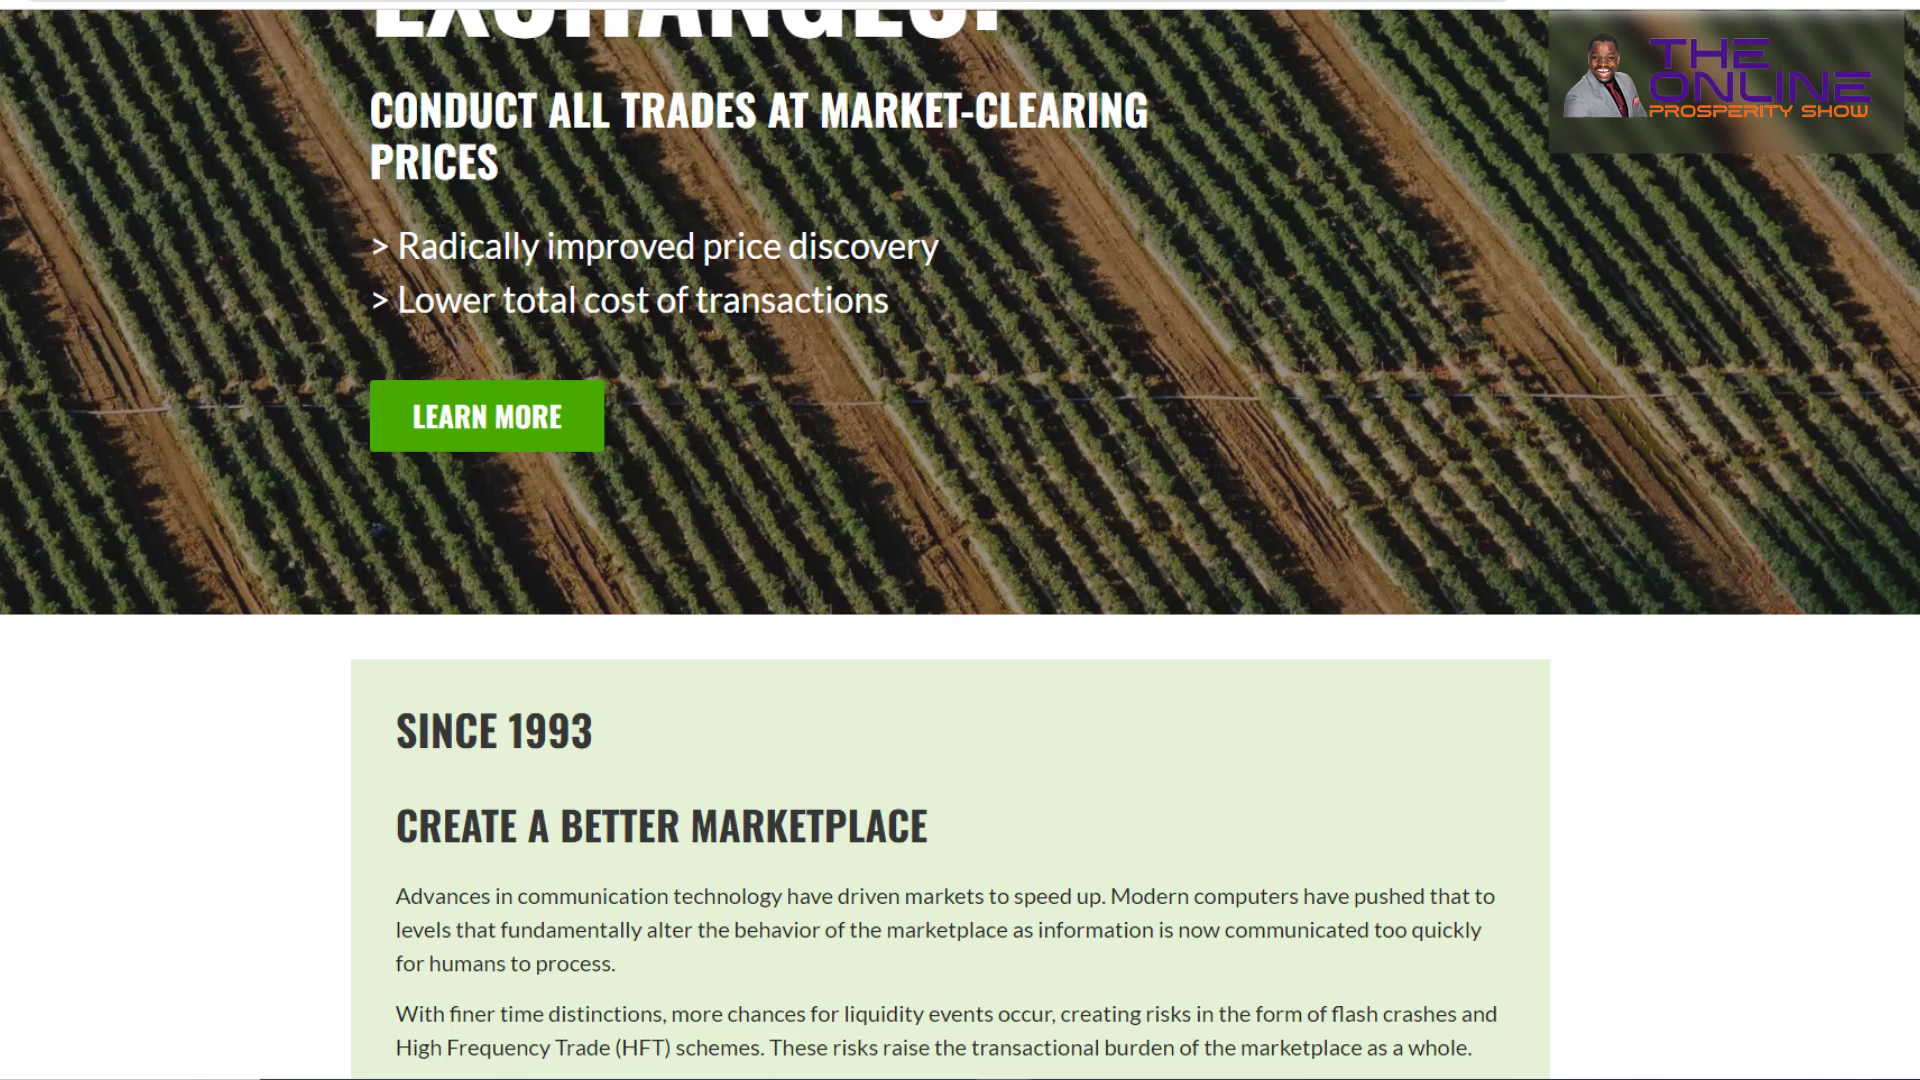 EXCHANGES.
CONDUCT ALL TRADES AT MARKET-CLEARING
PRICES
> Radically improved price discovery
> Lower total cost of transactions
LEARN MORE
THE
ONLINE
PROSPERITY SHOW
SINCE 1993
CREATE A BETTER MARKETPLACE
Advances in communication technology have driven markets to speed up. Modern computers have pushed that to
levels that fundamentally alter the behavior of the marketplace as information is now communicated too quickly
for humans to process.
With finer time distinctions, more chances for liquidity events occur, creating risks in the form of flash crashes and
High Frequency Trade (HFT) schemes. These risks raise the transactional burden of the marketplace as a whole.